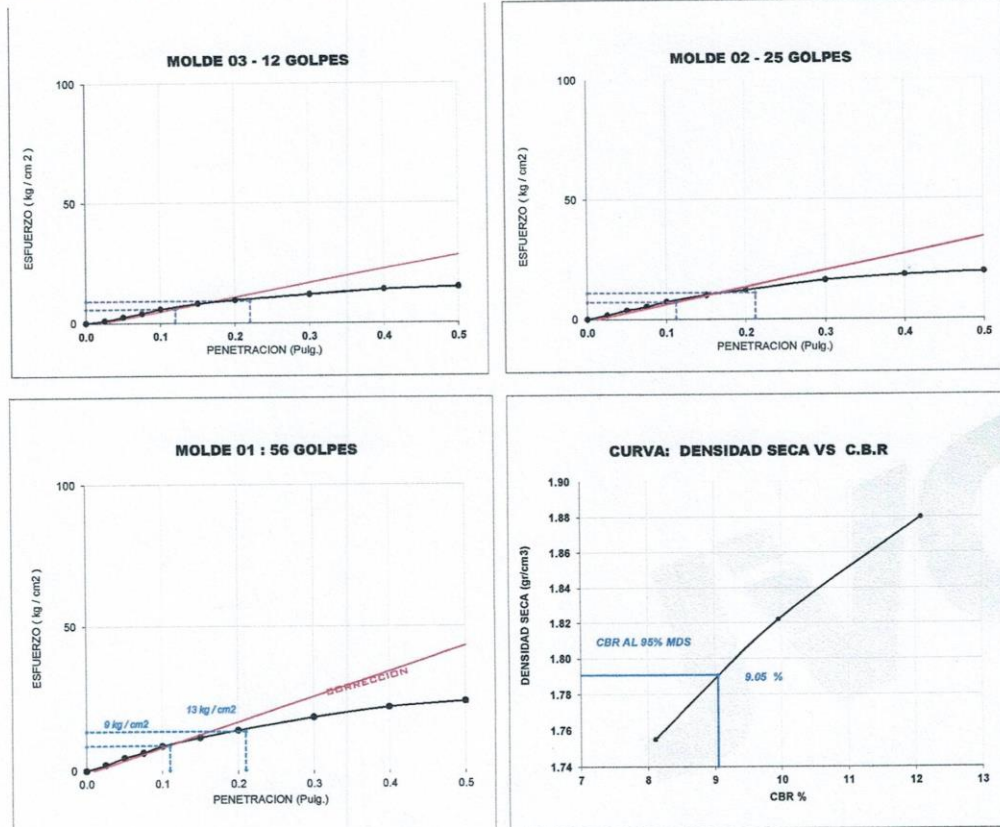 MOLDE 03 - 12 GOLPES
ESFUERZO ( kg / cm 2 )
100
50
0
0.0 0.1 0.2 0.3 0.4 0.5
PENETRACION (Pulg.)
MOLDE 02 - 25 GOLPES
ESFUERZO ( kg / cm2 )
100
50
0
0.0 0.1 0.2 0.3 0.4 0.5
PENETRACION (Pulg.)
MOLDE 01 : 56 GOLPES
ESFUERZO ( kg / cm2 )
100
50
0
CORRECCION
13 kg / cm2
9 kg / cm2
0.0 0.1 0.2 0.3 0.4 0.5
PENETRACION (Pulg.)
CURVA: DENSIDAD SECA VS C.B.R
DENSIDAD SECA (gr/cm3)
1.90
1.88
1.86
1.84
1.82
CBR AL 95% MDS
1.80
9.05 %
1.78
1.76
1.74
7 8 9 10 11 12 13
CBR %